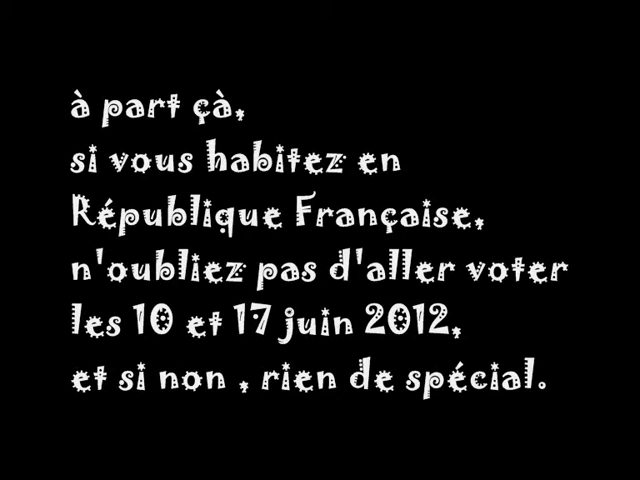 à part çà,
si vous habitez en
République Française,
n'oubliez pas d'aller voter
les 10 et 17 juin 2012,
et si non , rien de spécial.